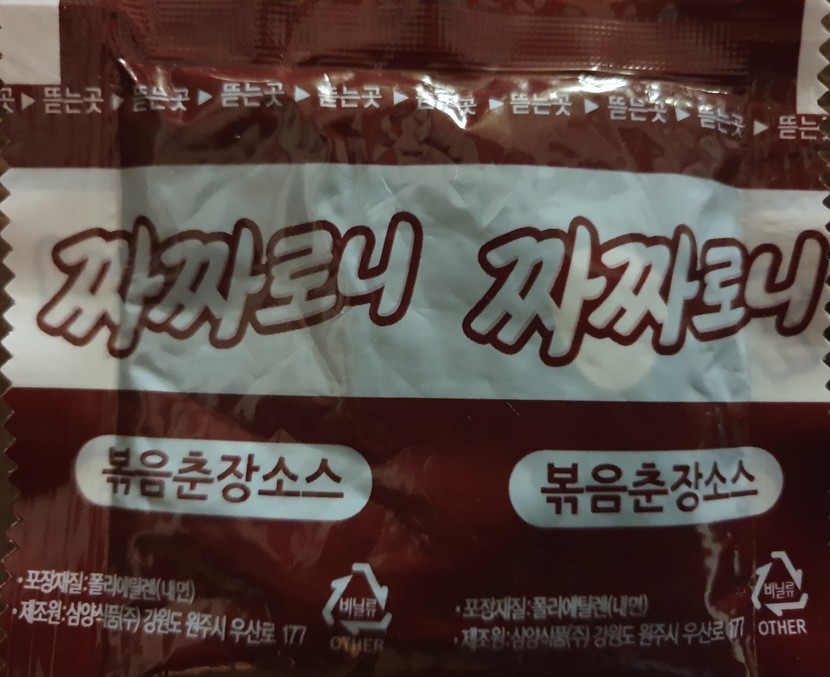 ▶ 뜯는곳 ▶ 뜯는곳 ▶ 뜯는곳 ▶ 뜯는곳 ▶ 뜯는곳 ▶ 뜯는곳 ▶ 뜯는곳 ▶ 뜯는곳 ▶ 뜯는
짜짜로니 짜짜로니
볶음춘장소스 볶음춘장소스
·포장재질:폴리에틸렌(내면)
·제조원:삼양식품(주) 강원도 원주시 우산로 177
비닐류
OTHER
·포장재질:폴리에틸렌(내면)
·제조원:삼양식품(주) 강원도 원주시 우산로 177
비닐류
OTHER